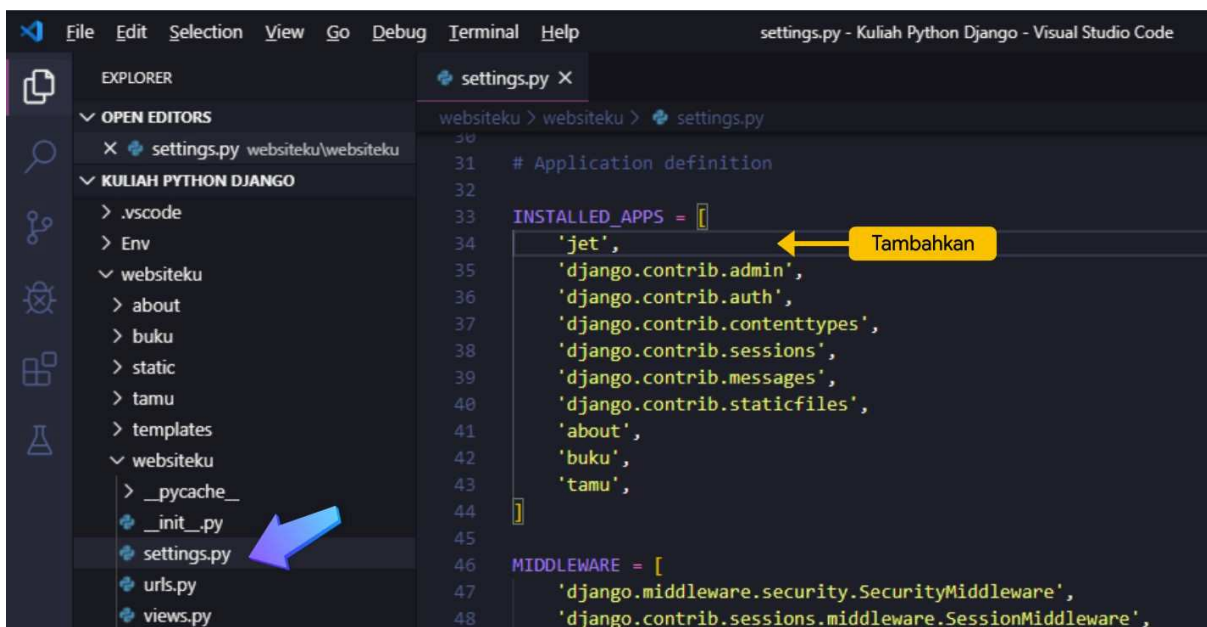 File Edit Selection View Go Debug Terminal Help settings.py - Kuliah Python Django - Visual Studio Code
EXPLORER
OPEN EDITORS
settings.py websiteku\websiteku
KULIAH PYTHON DJANGO
> .vscode
> Env
websiteku
> about
> buku
> static
> tamu
> templates
websiteku
> __pycache__
__init__.py
settings.py
urls.py
views.py
settings.py ×
websiteku > websiteku > settings.py
30
31 # Application definition
32
33 INSTALLED_APPS = [
34 'jet', Tambahkan
35 'django.contrib.admin',
36 'django.contrib.auth',
37 'django.contrib.contenttypes',
38 'django.contrib.sessions',
39 'django.contrib.messages',
40 'django.contrib.staticfiles',
41 'about',
42 'buku',
43 'tamu',
44 ]
45
46 MIDDLEWARE = [
47 'django.middleware.security.SecurityMiddleware',
48 'django.contrib.sessions.middleware.SessionMiddleware',